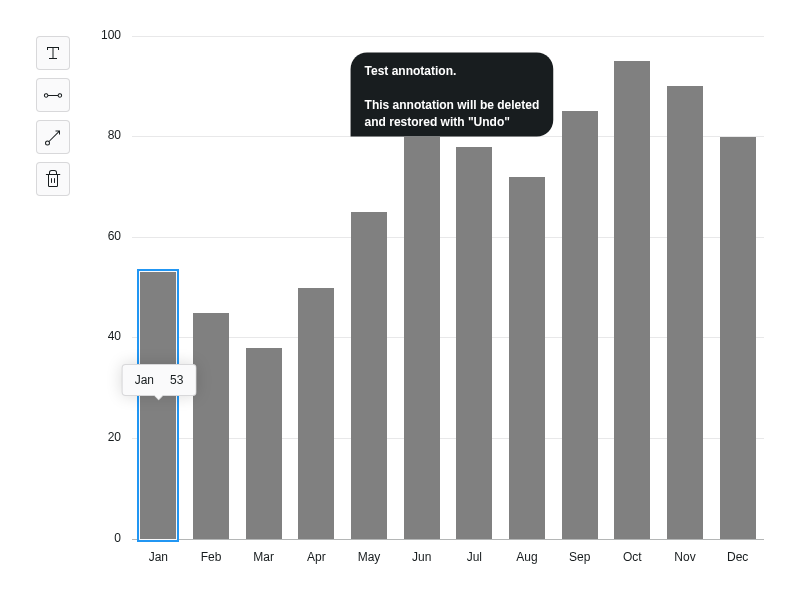 100
80
60
40
20
0
Test annotation.
This annotation will be deleted
and restored with "Undo"
Jan 53
Jan Feb Mar Apr May Jun Jul Aug Sep Oct Nov Dec